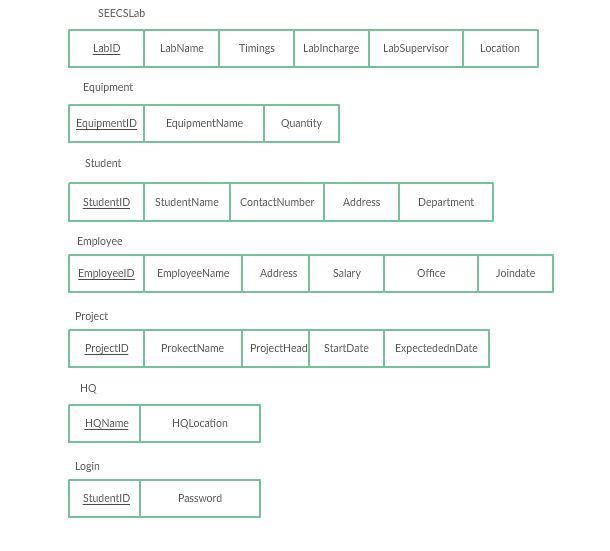 SEECSLab
LabID LabName Timings LabIncharge LabSupervisor Location
Equipment
EquipmentID EquipmentName Quantity
Student
StudentID StudentName ContactNumber Address Department
Employee
EmployeeID EmployeeName Address Salary Office Joindate
Project
ProjectID ProkectName ProjectHead StartDate ExpectedednDate
HQ
HQName HQLocation
Login
StudentID Password